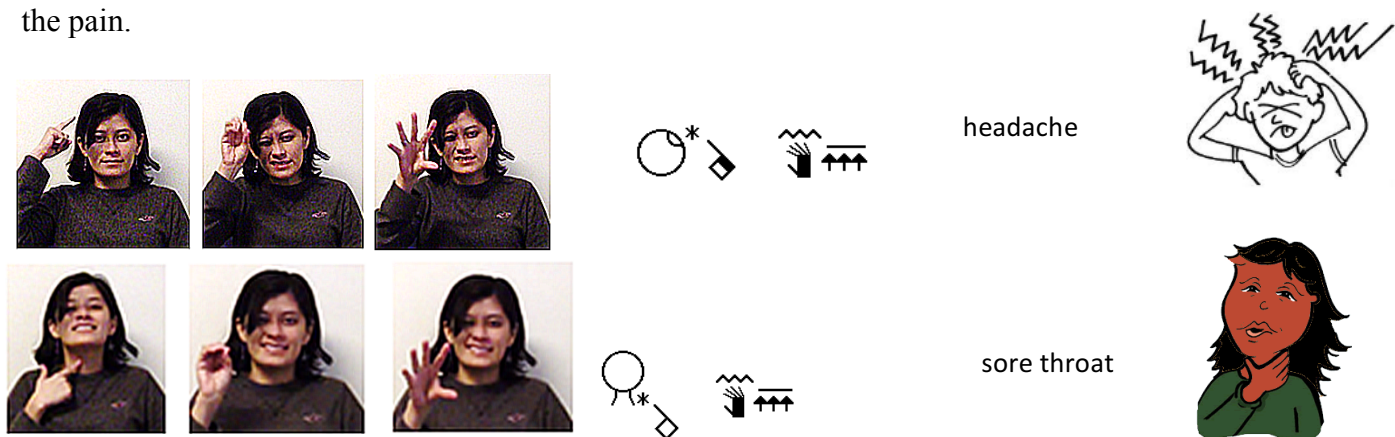 the pain.
headache
sore throat